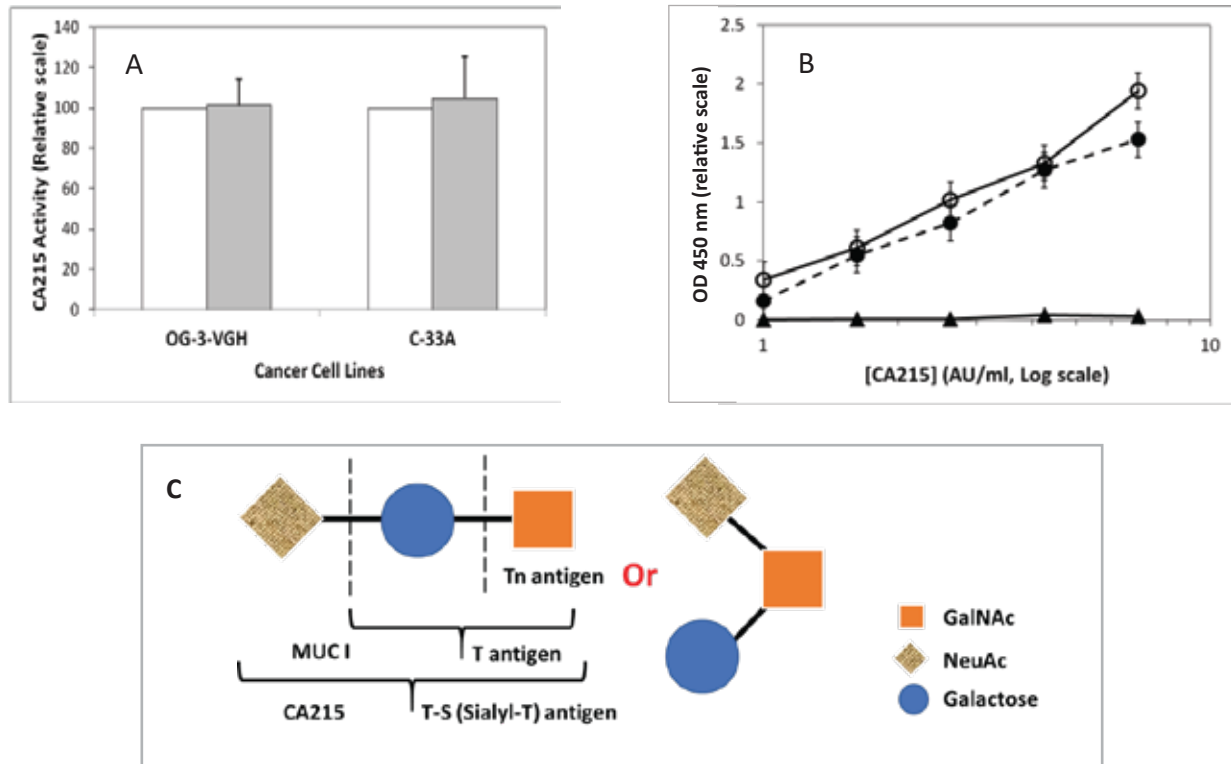 A
CA215 Activity (Relative scale)
140
120
100
80
60
40
20
0
OG-3-VGH C-33A
Cancer Cell Lines
B
OD 450 nm (relative scale)
2.5
2
1.5
1
0.5
0
1 10
[CA215] (AU/ml, Log scale)
C
Tn antigen Or
MUC I T antigen
CA215 T-S (Sialyl-T) antigen
GalNAc
NeuAc
Galactose